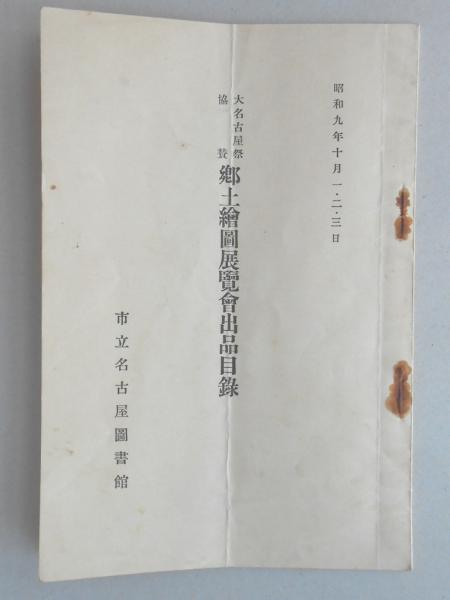 昭和九年十月一・二・三日
大名古屋祭
協賛
鄕土繪圖展覽會出品目錄
市立名古屋圖書館